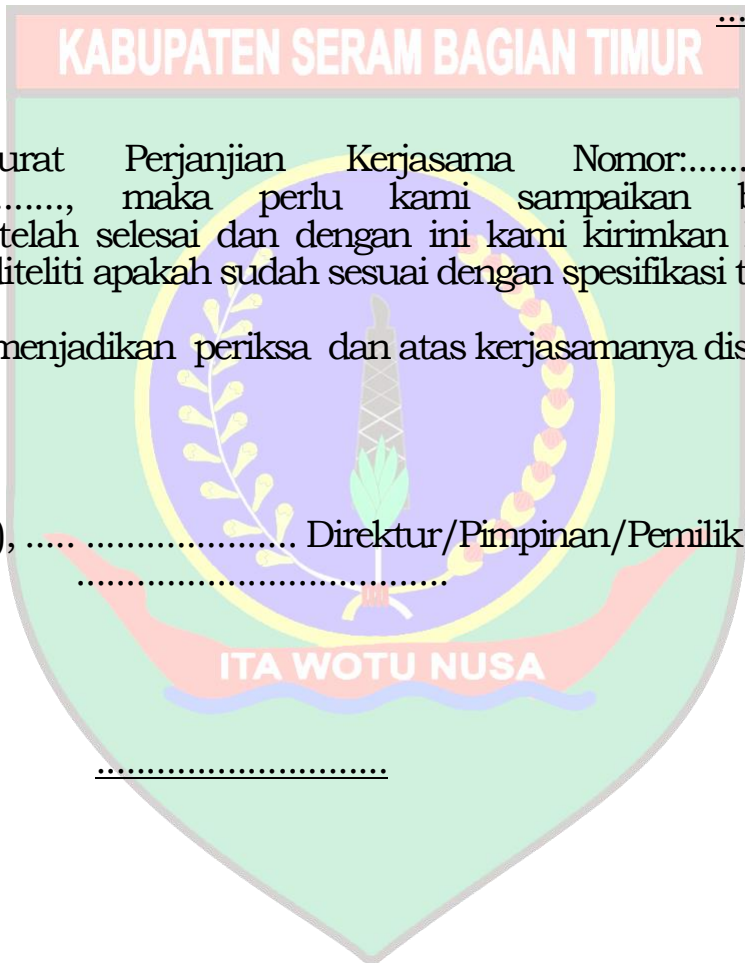 ...
KABUPATEN SERAM BAGIAN TIMUR
urat Perjanjian Kerjasama Nomor:.......
........, maka perlu kami sampaikan b
telah selesai dan dengan ini kami kirimkan
diteliti apakah sudah sesuai dengan spesifikasi t
menjadikan periksa dan atas kerjasamanya dis
), ..... ..................... Direktur/Pimpinan/Pemilik
.....................................
ITA WOTU NUSA
.............................